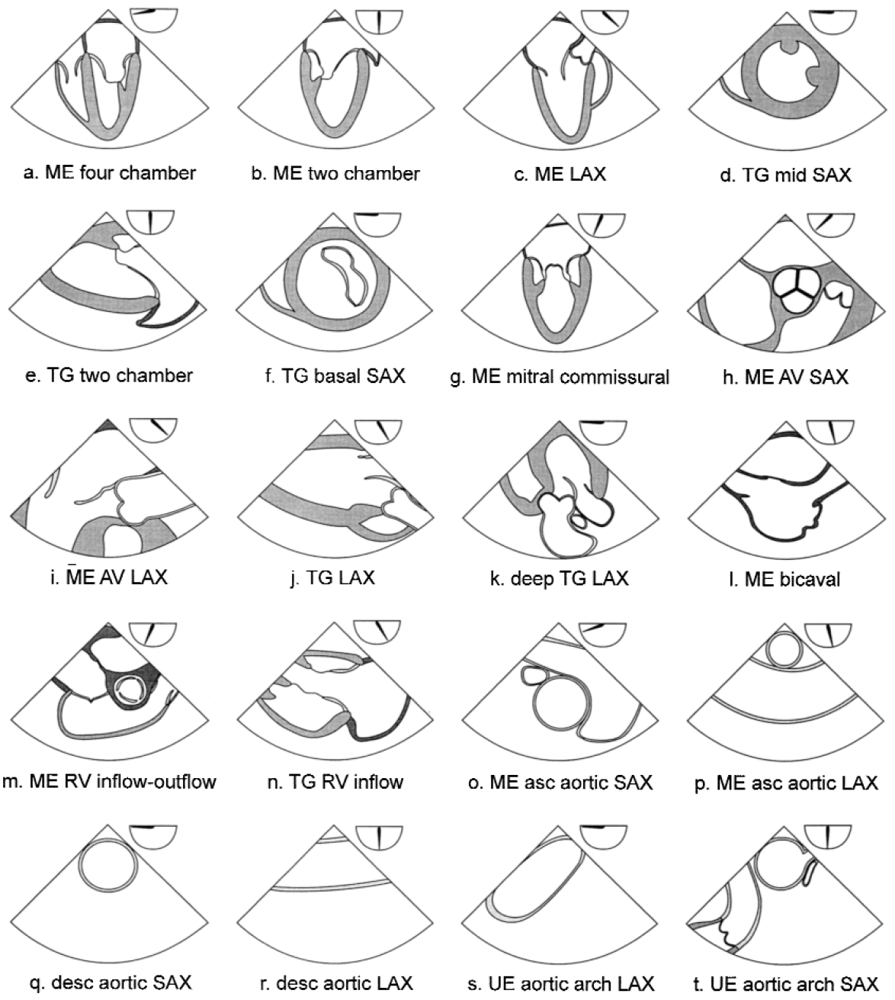 a. ME four chamber
b. ME two chamber
c. ME LAX
d. TG mid SAX
e. TG two chamber
f. TG basal SAX
g. ME mitral commissural
h. ME AV SAX
i. ME AV LAX
j. TG LAX
k. deep TG LAX
l. ME bicaval
m. ME RV inflow-outflow
n. TG RV inflow
o. ME asc aortic SAX
p. ME asc aortic LAX
q. desc aortic SAX
r. desc aortic LAX
s. UE aortic arch LAX
t. UE aortic arch SAX